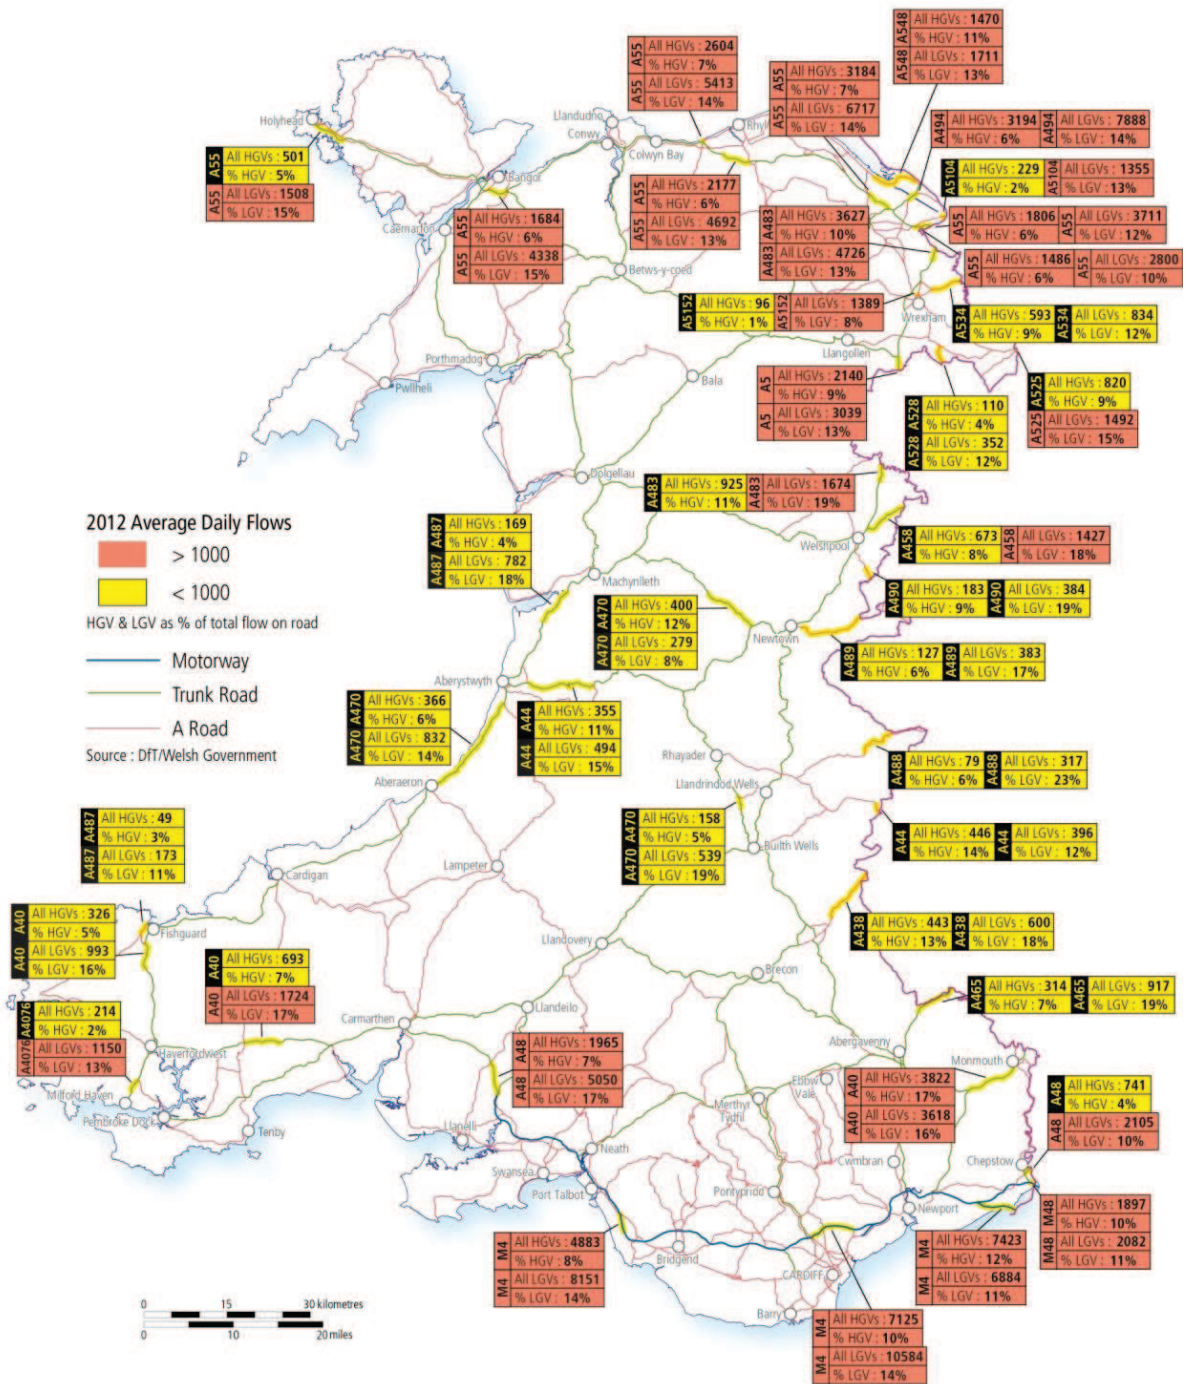 A548 All HGVs : 1470
% HGV : 11%
A548 All LGVs : 1711
% LGV : 13%
A55 All HGVs : 2604
% HGV : 7%
A55 All LGVs : 5413
% LGV : 14%
A55 All HGVs : 3184
% HGV : 7%
A55 All LGVs : 6717
% LGV : 14%
A494 All HGVs : 3194 A494 All LGVs : 7888
% HGV : 6% % LGV : 14%
Holyhead
Llandudno
Conwy
Colwyn Bay
Rhyl
A55 All HGVs : 501
% HGV : 5%
A55 All LGVs : 1508
% LGV : 15%
Bangor
Caernarfon
A5104 All HGVs : 229 A5104 All LGVs : 1355
% HGV : 2% % LGV : 13%
A55 All HGVs : 1684
% HGV : 6%
A55 All LGVs : 4338
% LGV : 15%
A55 All HGVs : 2177
% HGV : 6%
A55 All LGVs : 4692
% LGV : 13%
A483 All HGVs : 3627
% HGV : 10%
A483 All LGVs : 4726
% LGV : 13%
A55 All HGVs : 1806 A55 All LGVs : 3711
% HGV : 6% % LGV : 12%
A55 All HGVs : 1486 A55 All LGVs : 2800
% HGV : 6% % LGV : 10%
Betws-y-coed
A5152 All HGVs : 96 A5152 All LGVs : 1389
% HGV : 1% % LGV : 8%
Wrexham
A534 All HGVs : 593 A534 All LGVs : 834
% HGV : 9% % LGV : 12%
Llangollen
Porthmadog
Pwllheli
Bala
A5 All HGVs : 2140
% HGV : 9%
A5 All LGVs : 3039
% LGV : 13%
A528 All HGVs : 110
% HGV : 4%
A528 All LGVs : 352
% LGV : 12%
A525 All HGVs : 820
% HGV : 9%
A525 All LGVs : 1492
% LGV : 15%
Dolgellau
A483 All HGVs : 925 A483 All LGVs : 1674
% HGV : 11% % LGV : 19%
2012 Average Daily Flows
> 1000
< 1000
HGV & LGV as % of total flow on road
Motorway
Trunk Road
A Road
Source : DfT/Welsh Government
A487 All HGVs : 169
% HGV : 4%
A487 All LGVs : 782
% LGV : 18%
Welshpool
A458 All HGVs : 673 A458 All LGVs : 1427
% HGV : 8% % LGV : 18%
Machynlleth
A490 All HGVs : 183 A490 All LGVs : 384
% HGV : 9% % LGV : 19%
A470 All HGVs : 400
% HGV : 12%
A470 All LGVs : 279
% LGV : 8%
Newtown
A489 All HGVs : 127 A489 All LGVs : 383
% HGV : 6% % LGV : 17%
Aberystwyth
A470 All HGVs : 366
% HGV : 6%
A470 All LGVs : 832
% LGV : 14%
A44 All HGVs : 355
% HGV : 11%
A44 All LGVs : 494
% LGV : 15%
Rhayader
Llandrindod Wells
A488 All HGVs : 79 A488 All LGVs : 317
% HGV : 6% % LGV : 23%
Aberaeron
A487 All HGVs : 49
% HGV : 3%
A487 All LGVs : 173
% LGV : 11%
A470 All HGVs : 158
% HGV : 5%
A470 All LGVs : 539
% LGV : 19%
A44 All HGVs : 446 A44 All LGVs : 396
% HGV : 14% % LGV : 12%
Builth Wells
Lampeter
Cardigan
A40 All HGVs : 326
% HGV : 5%
A40 All LGVs : 993
% LGV : 16%
Fishguard
A438 All HGVs : 443 A438 All LGVs : 600
% HGV : 13% % LGV : 18%
Llandovery
A40 All HGVs : 693
% HGV : 7%
A40 All LGVs : 1724
% LGV : 17%
Brecon
A465 All HGVs : 314 A465 All LGVs : 917
% HGV : 7% % LGV : 19%
A4076 All HGVs : 214
% HGV : 2%
A4076 All LGVs : 1150
% LGV : 13%
Llandeilo
Carmarthen
Haverfordwest
Milford Haven
Pembroke Dock
Tenby
A48 All HGVs : 1965
% HGV : 7%
A48 All LGVs : 5050
% LGV : 17%
Abergavenny
Monmouth
Ebbw Vale
Merthyr Tydfil
A40 All HGVs : 3822
% HGV : 17%
A40 All LGVs : 3618
% LGV : 16%
A48 All HGVs : 741
% HGV : 4%
A48 All LGVs : 2105
% LGV : 10%
Llanelli
Neath
Swansea
Port Talbot
Cwmbran
Chepstow
Pontypridd
Newport
M48 All HGVs : 1897
% HGV : 10%
M48 All LGVs : 2082
% LGV : 11%
M4 All HGVs : 4883
% HGV : 8%
M4 All LGVs : 8151
% LGV : 14%
Bridgend
CARDIFF
Barry
M4 All HGVs : 7423
% HGV : 12%
M4 All LGVs : 6884
% LGV : 11%
M4 All HGVs : 7125
% HGV : 10%
M4 All LGVs : 10584
% LGV : 14%
0 15 30 kilometres
0 10 20 miles